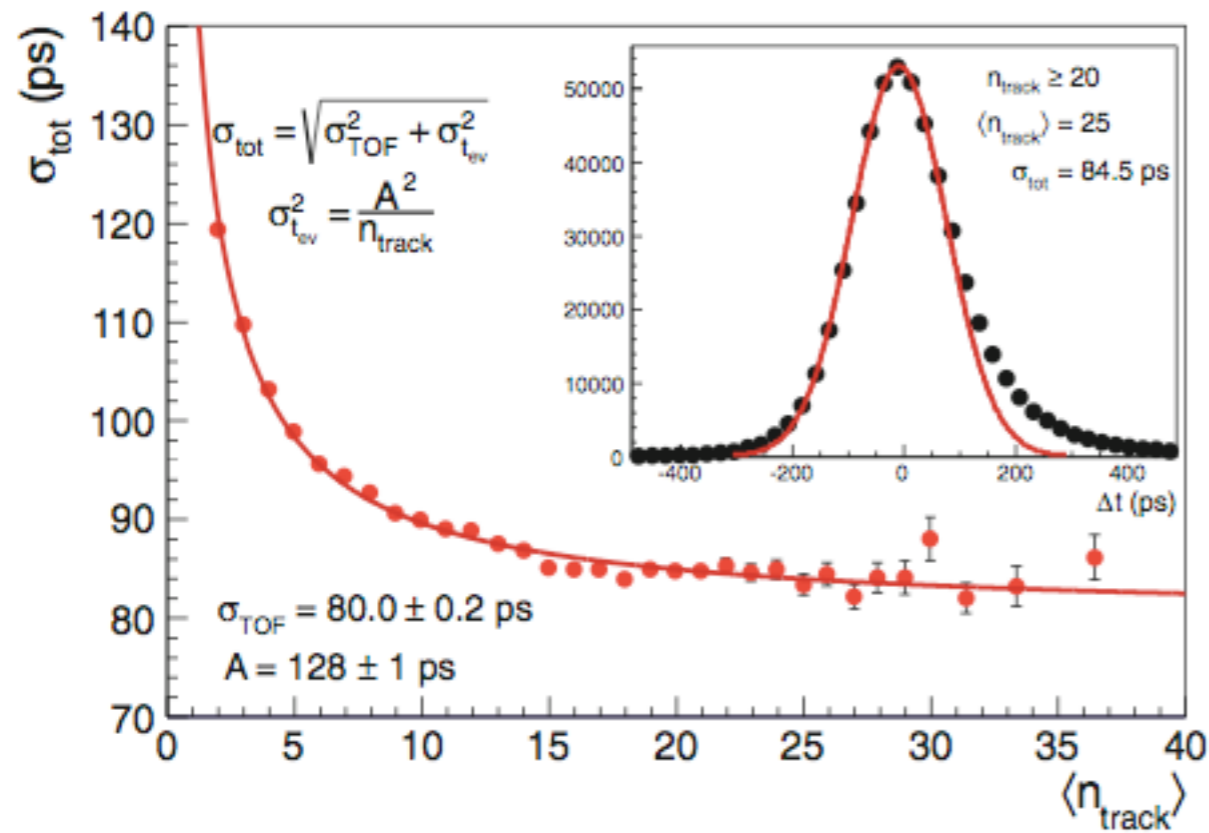 140
130
120
110
100
90
80
70
σtot (ps)
σtot = √(σ²TOF + σ²tev)
σ²tev = A²/ntrack
σTOF = 80.0 ± 0.2 ps
A = 128 ± 1 ps
0 5 10 15 20 25 30 35 40
⟨ntrack⟩
50000
40000
30000
20000
10000
0
ntrack ≥ 20
⟨ntrack⟩ = 25
σtot = 84.5 ps
-400 -200 0 200 400
Δt (ps)